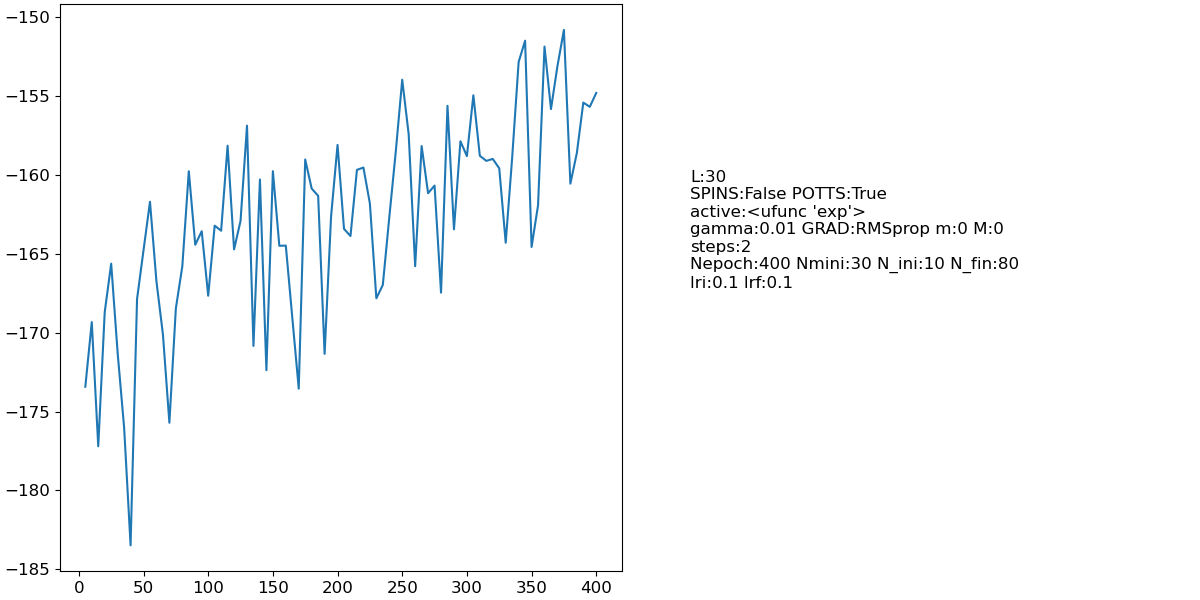 −150
−155
−160
−165
−170
−175
−180
−185
0 50 100 150 200 250 300 350 400
L:30
SPINS:False POTTS:True
active:<ufunc 'exp'>
gamma:0.01 GRAD:RMSprop m:0 M:0
steps:2
Nepoch:400 Nmini:30 N_ini:10 N_fin:80
lri:0.1 lrf:0.1